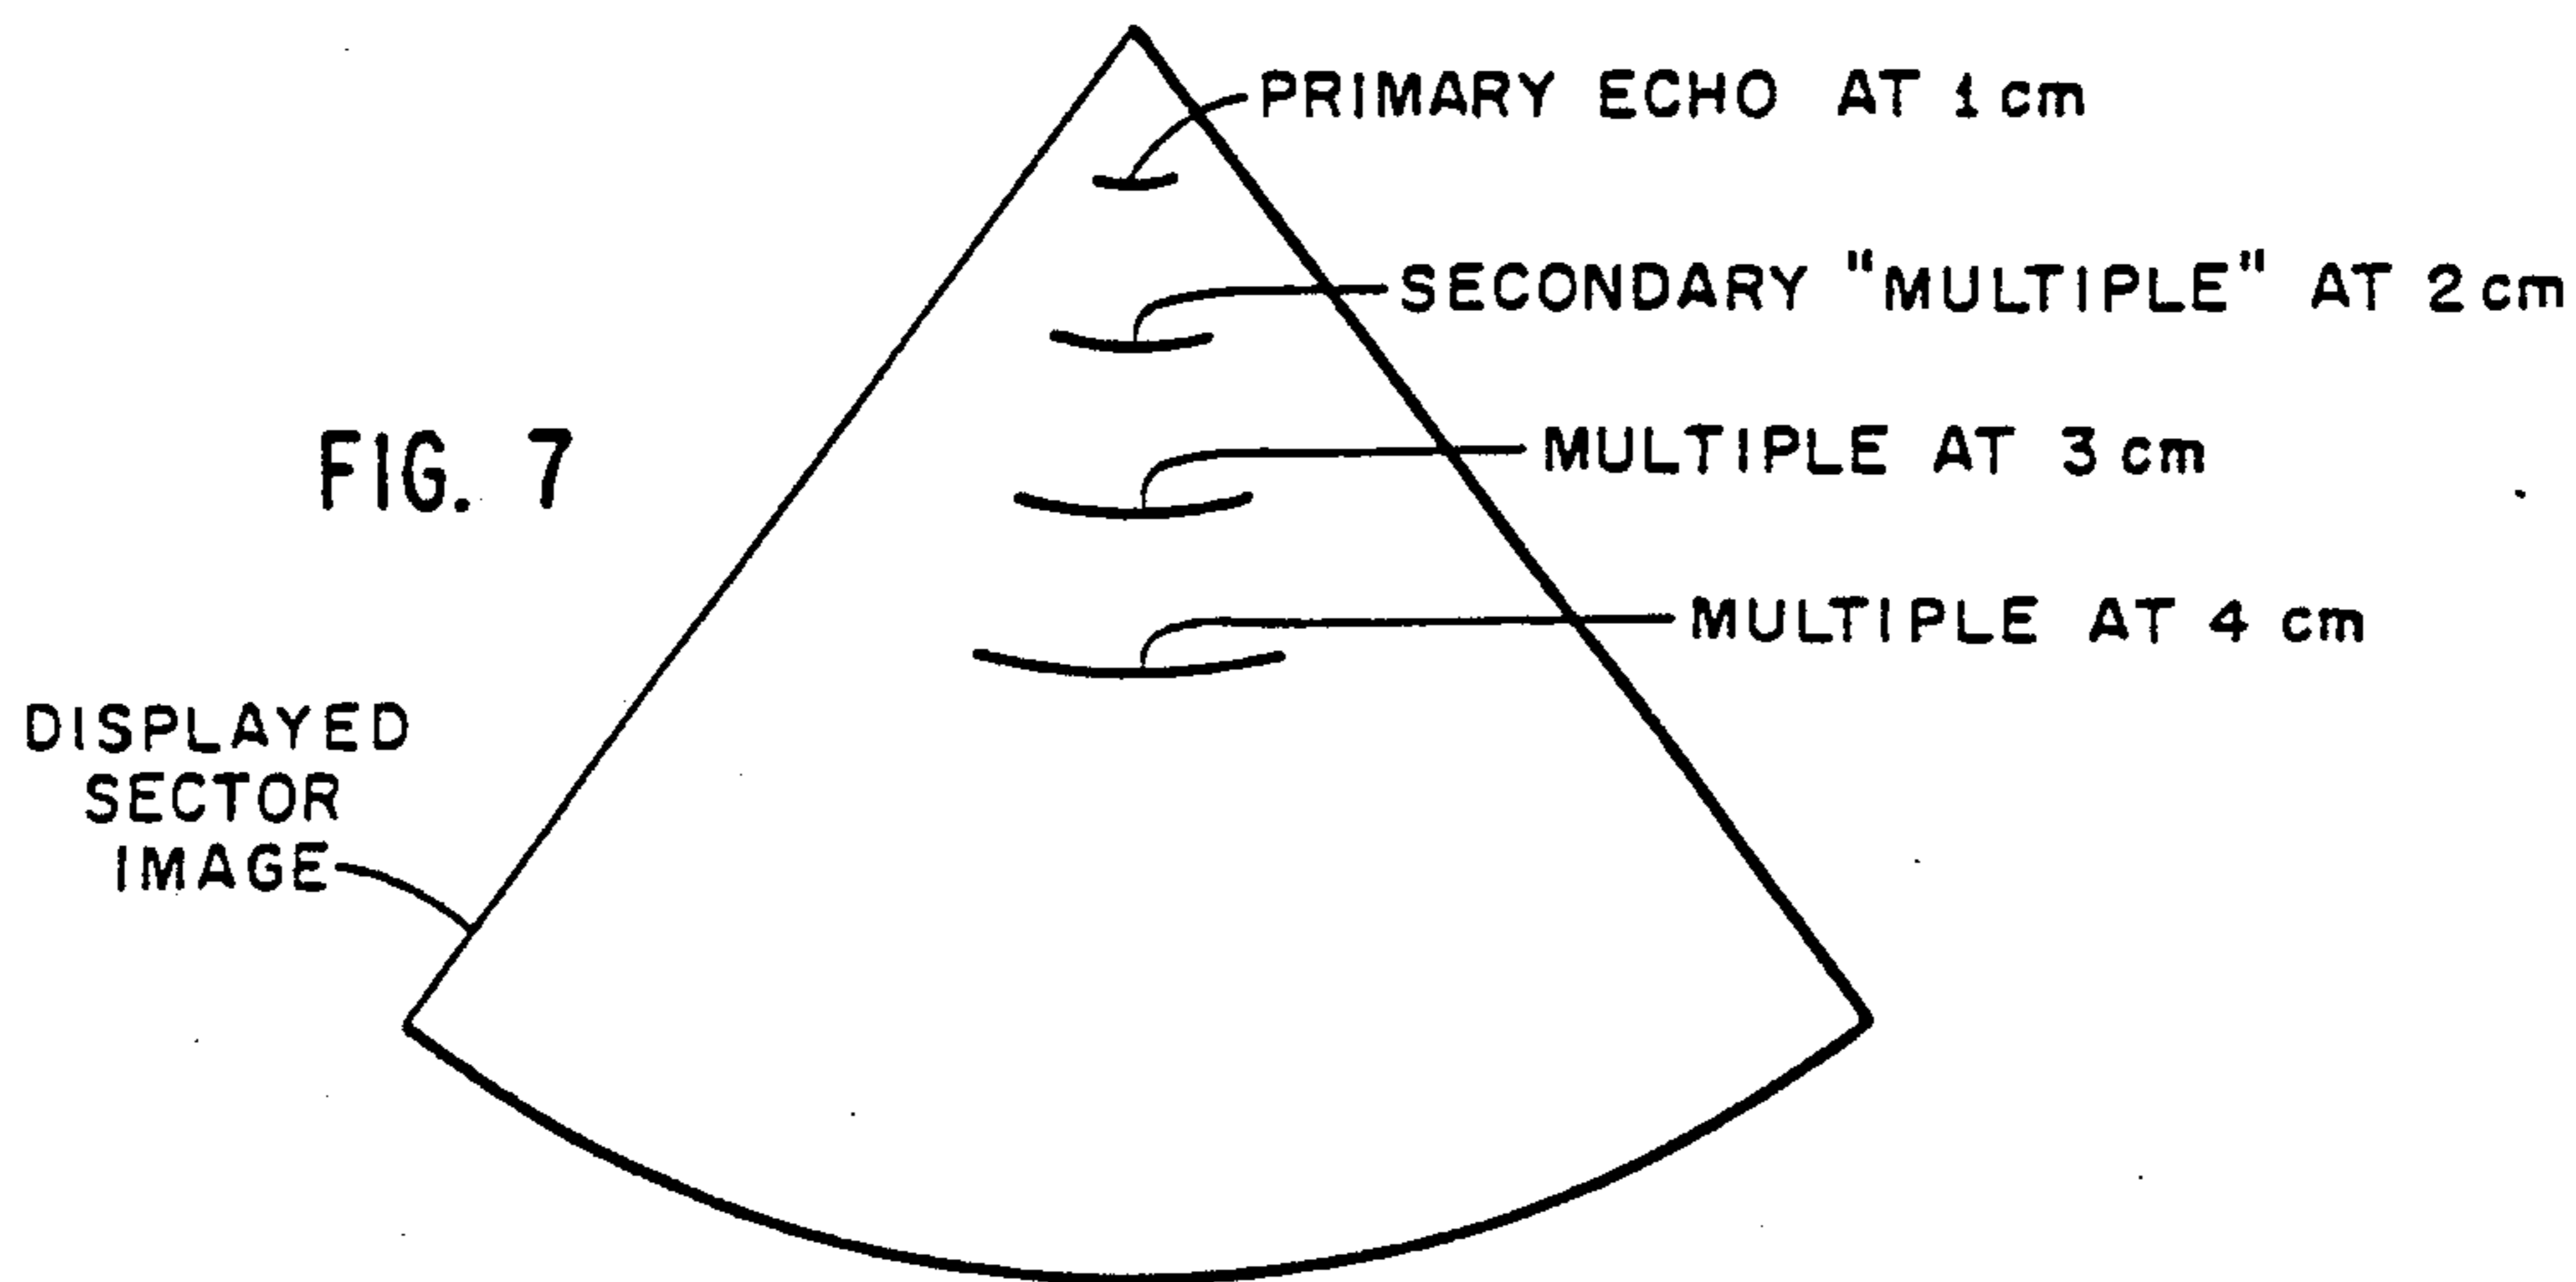 PRIMARY ECHO AT 1 cm
SECONDARY "MULTIPLE" AT 2 cm
FIG. 7
MULTIPLE AT 3 cm
MULTIPLE AT 4 cm
DISPLAYED
SECTOR
IMAGE